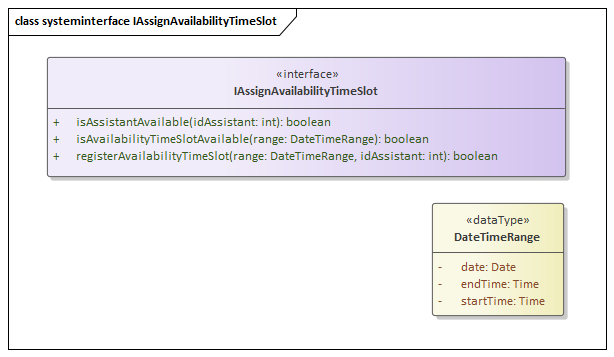 class systeminterface IAssignAvailabilityTimeSlot
«interface»
IAssignAvailabilityTimeSlot
+ isAssistantAvailable(idAssistant: int): boolean
+ isAvailabilityTimeSlotAvailable(range: DateTimeRange): boolean
+ registerAvailabilityTimeSlot(range: DateTimeRange, idAssistant: int): boolean
«dataType»
DateTimeRange
- date: Date
- endTime: Time
- startTime: Time